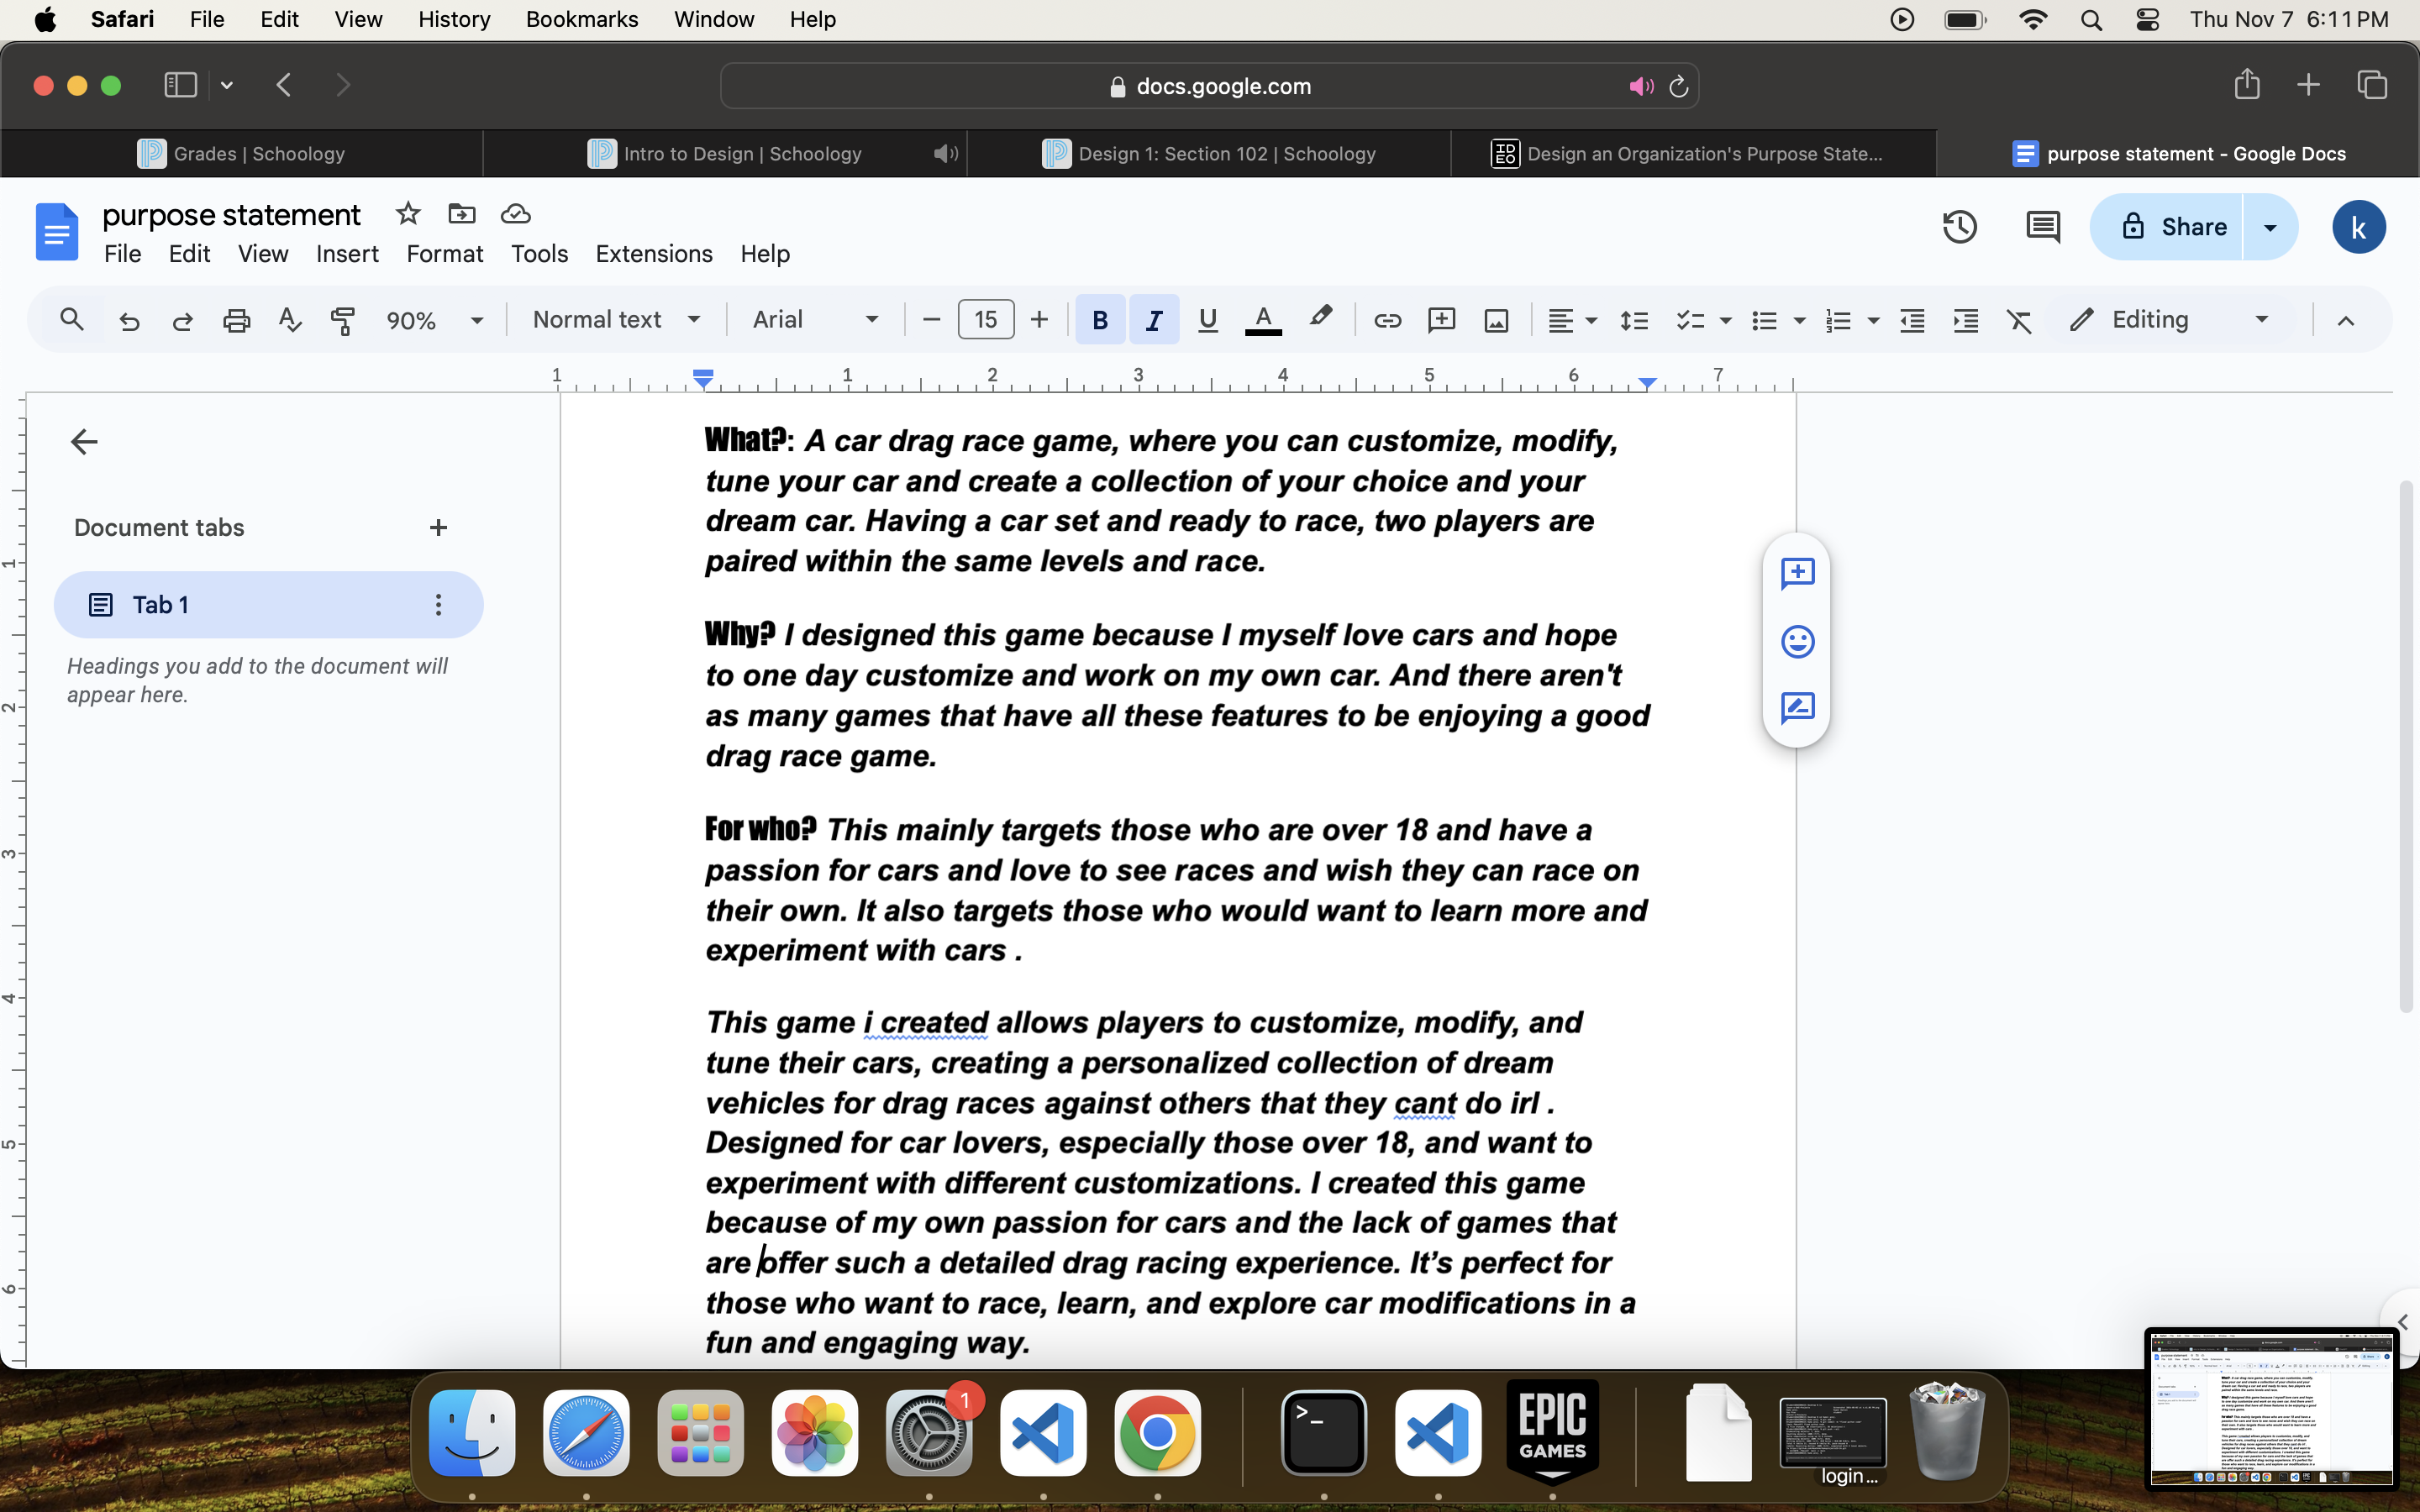 Safari File Edit View History Bookmarks Window Help Thu Nov 7 6:11 PM
docs.google.com
Grades | Schoology Intro to Design | Schoology Design 1: Section 102 | Schoology Design an Organization's Purpose State... purpose statement - Google Docs
purpose statement
File Edit View Insert Format Tools Extensions Help
Share
k
90% Normal text Arial 15 B I U A Editing
1 1 2 3 4 5 6 7
What?: A car drag race game, where you can customize, modify,
tune your car and create a collection of your choice and your
dream car. Having a car set and ready to race, two players are
paired within the same levels and race.
Document tabs
Tab 1
Headings you add to the document will
appear here.
Why? I designed this game because I myself love cars and hope
to one day customize and work on my own car. And there aren't
as many games that have all these features to be enjoying a good
drag race game.
For who? This mainly targets those who are over 18 and have a
passion for cars and love to see races and wish they can race on
their own. It also targets those who would want to learn more and
experiment with cars .
This game i created allows players to customize, modify, and
tune their cars, creating a personalized collection of dream
vehicles for drag races against others that they cant do irl .
Designed for car lovers, especially those over 18, and want to
experiment with different customizations. I created this game
because of my own passion for cars and the lack of games that
are offer such a detailed drag racing experience. It’s perfect for
those who want to race, learn, and explore car modifications in a
fun and engaging way.
1
2
3
4
5
6
1
EPIC
GAMES
login...